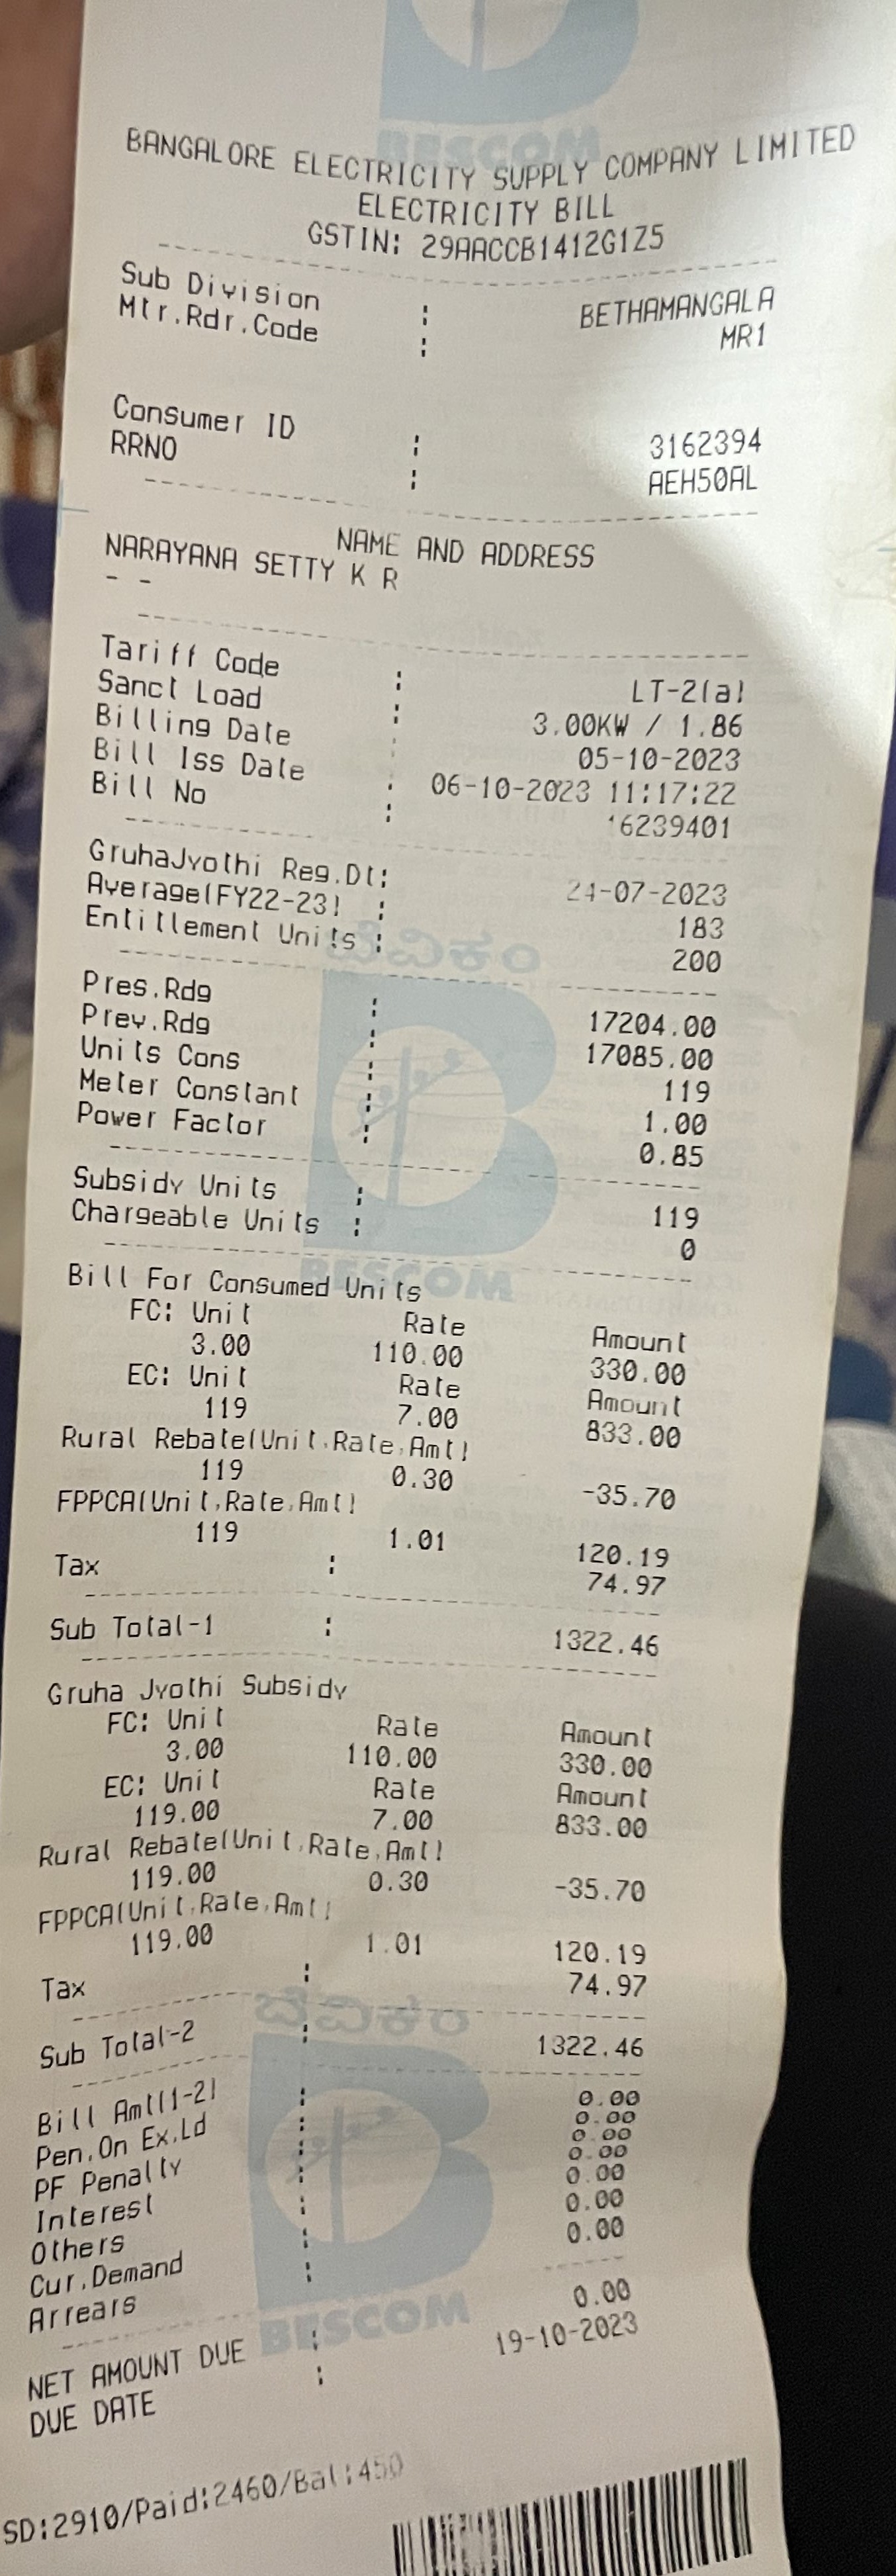 BESCOM
BANGALORE ELECTRICITY SUPPLY COMPANY LIMITED
ELECTRICITY BILL
GSTIN: 29AACCB1412G1Z5
Sub Division : BETHAMANGALA
Mtr.Rdr.Code : MR1
Consumer ID : 3162394
RRNO : AEH50AL
NAME AND ADDRESS
NARAYANA SETTY K R
- -
Tariff Code : LT-2(a)
Sanct Load : 3.00KW / 1.86
Billing Date : 05-10-2023
Bill Iss Date : 06-10-2023 11:17:22
Bill No : 16239401
GruhaJyothi Reg.Dt: 24-07-2023
Average(FY22-23) : 183
Entitlement Units : 200
ಬೆವಿಕಂ
Pres.Rdg : 17204.00
Prev.Rdg : 17085.00
Units Cons : 119
Meter Constant : 1.00
Power Factor : 0.85
Subsidy Units : 119
Chargeable Units : 0
BESCOM
Bill For Consumed Units
FC: Unit Rate Amount
3.00 110.00 330.00
EC: Unit Rate Amount
119 7.00 833.00
Rural Rebate(Unit,Rate,Amt)
119 0.30 -35.70
FPPCA(Unit,Rate,Amt)
119 1.01 120.19
Tax : 74.97
Sub Total-1 : 1322.46
Gruha Jyothi Subsidy
FC: Unit Rate Amount
3.00 110.00 330.00
EC: Unit Rate Amount
119.00 7.00 833.00
Rural Rebate(Unit,Rate,Amt)
119.00 0.30 -35.70
FPPCA(Unit,Rate,Amt)
119.00 1.01 120.19
Tax : 74.97
ಬೆವಿಕಂ
Sub Total-2 : 1322.46
Bill Amt(1-2) : 0.00
Pen.On Ex.Ld : 0.00
PF Penalty : 0.00
Interest : 0.00
Others : 0.00
Cur.Demand : 0.00
Arrears : 0.00
BESCOM
NET AMOUNT DUE : 0.00
DUE DATE : 19-10-2023
SD:2910/Paid:2460/Bal:450